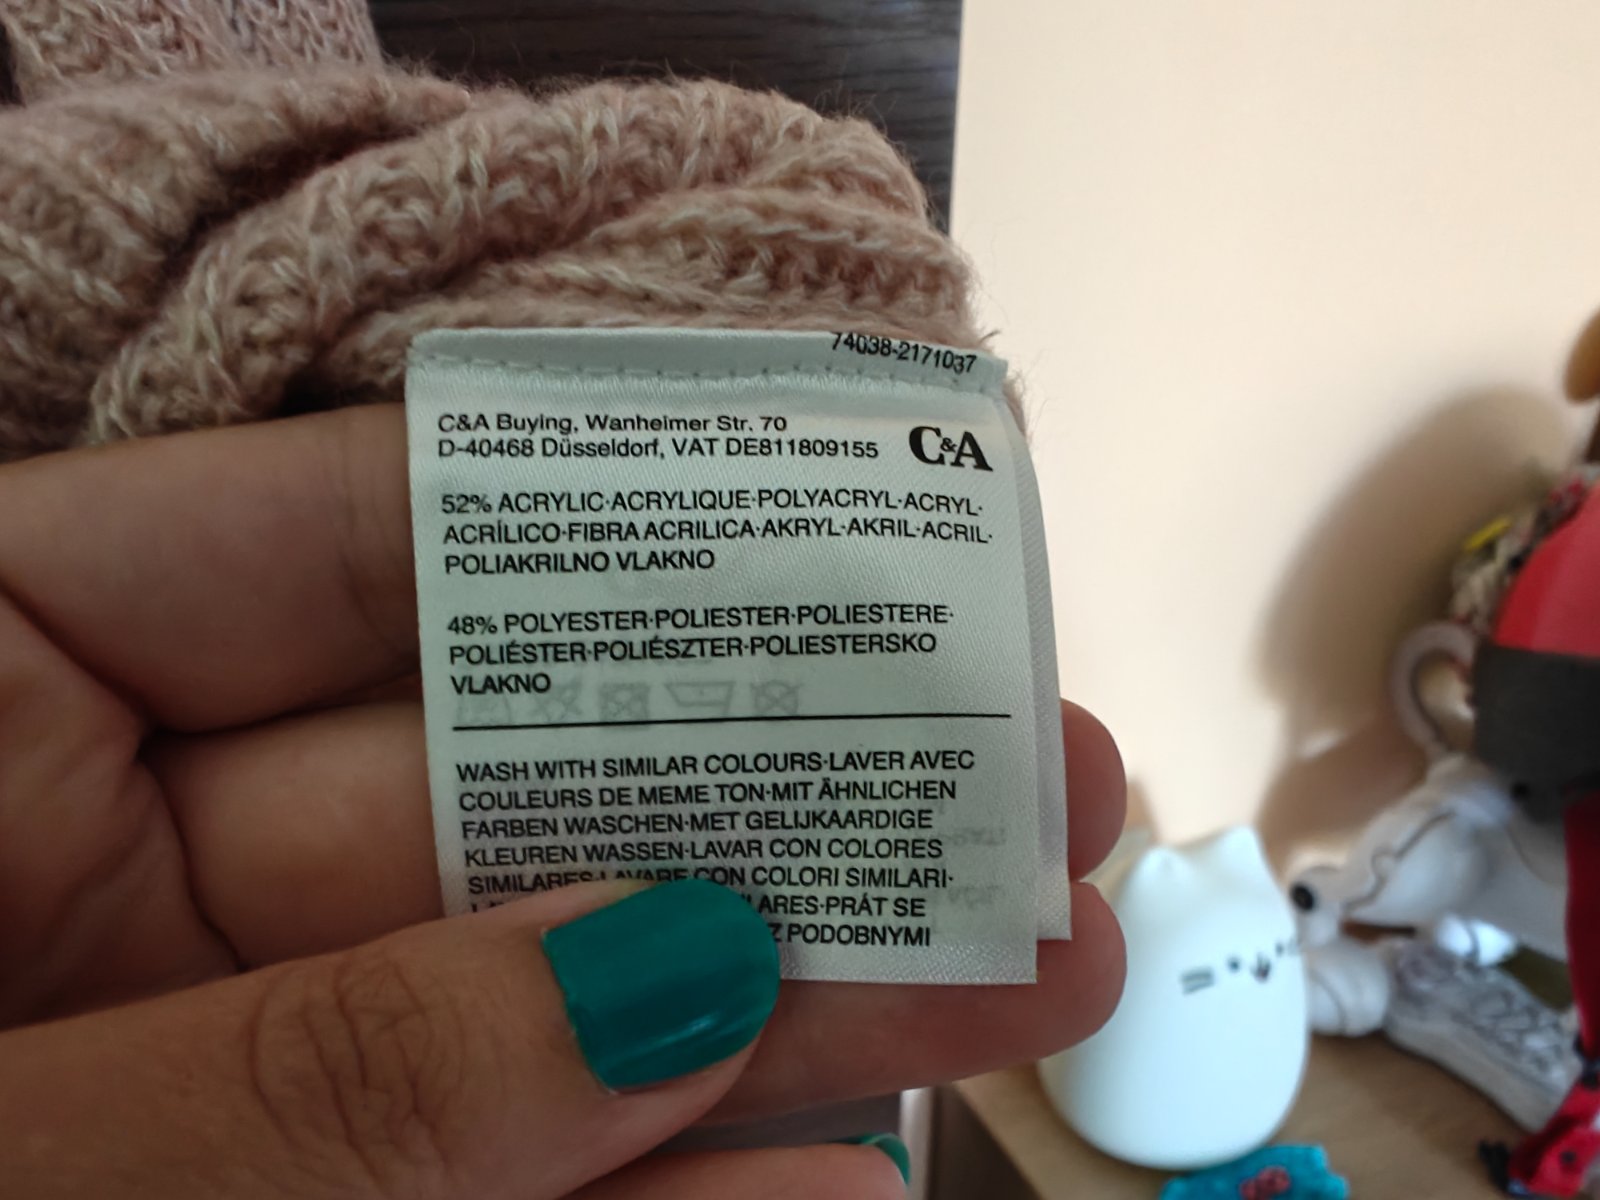 74038-2171037
C&A Buying, Wanheimer Str. 70
D-40468 Düsseldorf, VAT DE811809155
C&A
52% ACRYLIC·ACRYLIQUE·POLYACRYL·ACRYL·
ACRÍLICO·FIBRA ACRILICA·AKRYL·AKRIL·ACRIL·
POLIAKRILNO VLAKNO
48% POLYESTER·POLIESTER·POLIESTERE·
POLIÉSTER·POLIÉSZTER·POLIESTERSKO
VLAKNO
WASH WITH SIMILAR COLOURS·LAVER AVEC
COULEURS DE MEME TON·MIT ÄHNLICHEN
FARBEN WASCHEN·MET GELIJKAARDIGE
KLEUREN WASSEN·LAVAR CON COLORES
SIMILARES·LAVARE CON COLORI SIMILARI·
PRÁT SE
Z PODOBNYMI